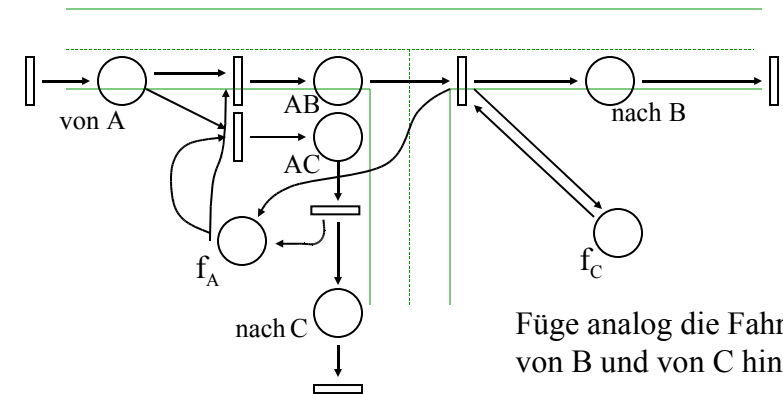 von A
AB
nach B
AC
f_A
f_C
nach C
Füge analog die Fahr
von B und von C hin